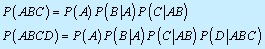 P(ABC) = P(A)P(B|A)P(C|AB)
P(ABCD) = P(A)P(B|A)P(C|AB)P(D|ABC)